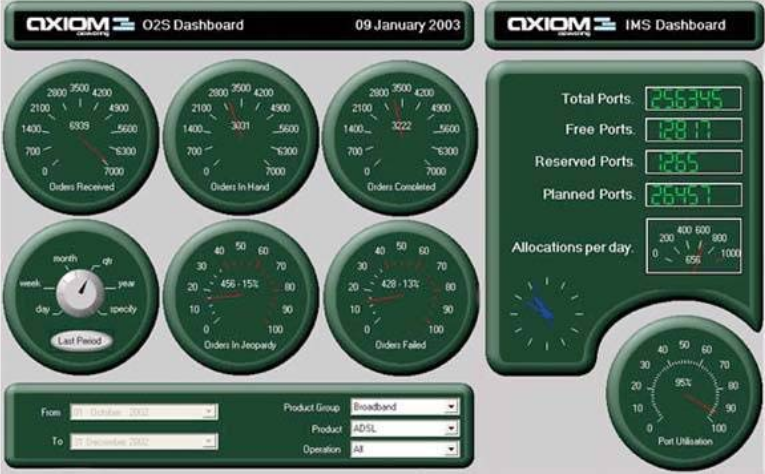 AXIOM O2S Dashboard 09 January 2003
AXIOM IMS Dashboard
0 700 1400 2100 2800 3500 4200 4900 5600 6300 7000
6939
Orders Received
0 700 1400 2100 2800 3500 4200 4900 5600 6300 7000
3031
Orders In Hand
0 700 1400 2100 2800 3500 4200 4900 5600 6300 7000
3222
Orders Completed
day week month qtr year specify
Last Period
0 10 20 30 40 50 60 70 80 90 100
456 - 15%
Orders In Jeopardy
0 10 20 30 40 50 60 70 80 90 100
428 - 13%
Orders Failed
From 01 October 2002
To 31 December 2002
Product Group Broadband
Product ADSL
Operation All
Total Ports. 256345
Free Ports. 12817
Reserved Ports. 1265
Planned Ports. 26457
Allocations per day. 0 200 400 600 800 1000
656
0 10 20 30 40 50 60 70 80 90 100
95%
Port Utilisation